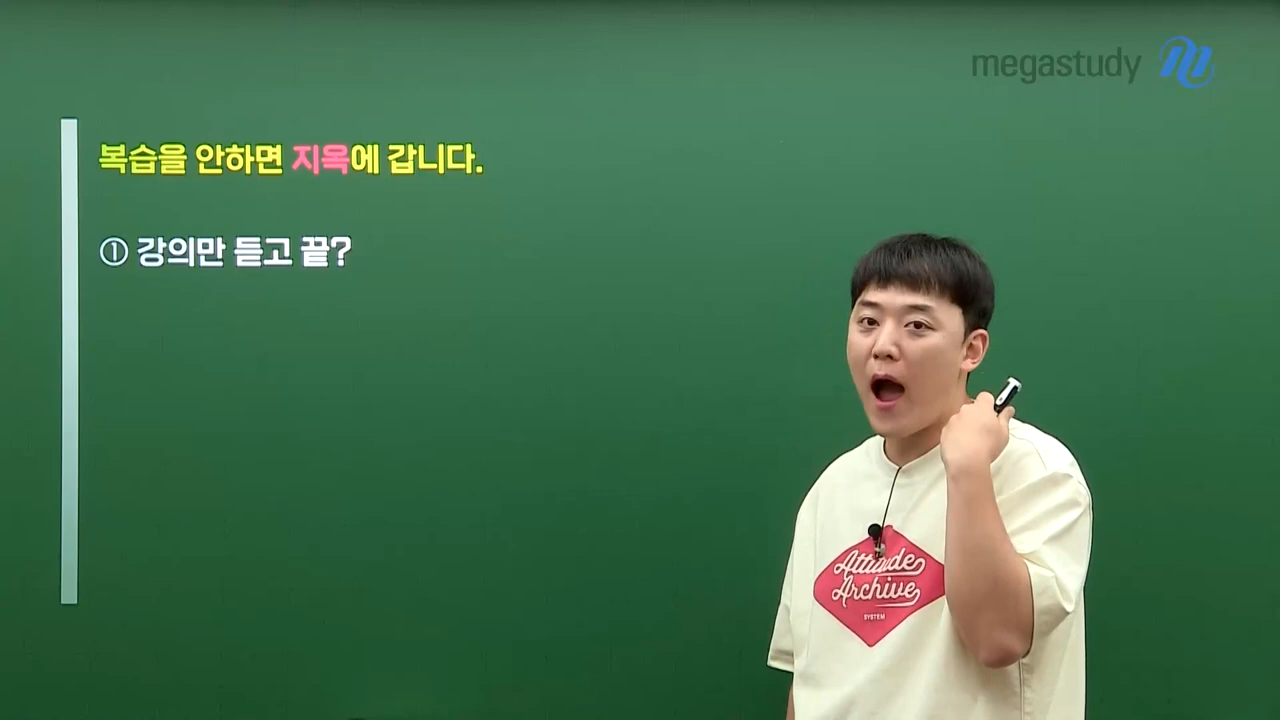 megastudy
복습을 안하면 지옥에 갑니다.
① 강의만 듣고 끝?
Attitude
Archive
SYSTEM